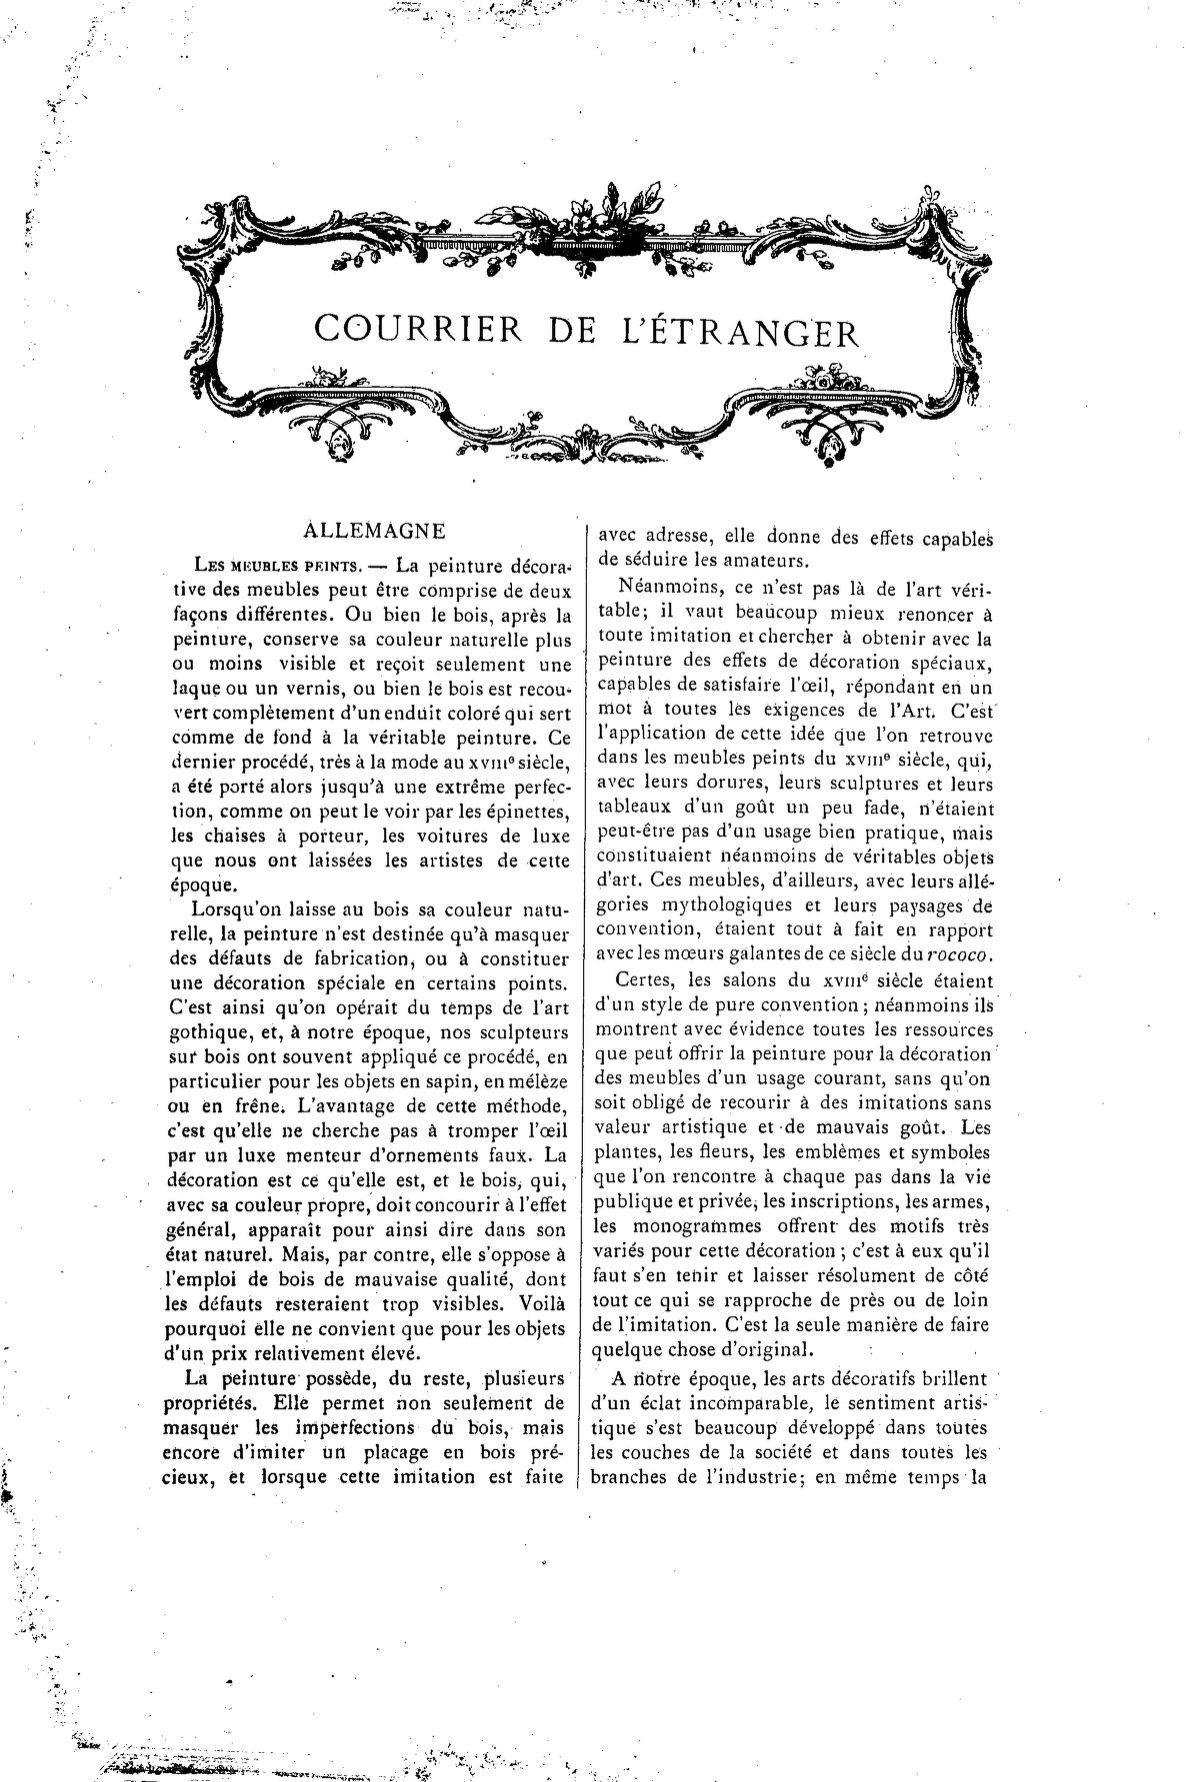 COURRIER DE L'ÉTRANGER
ALLEMAGNE
LES MEUBLES PEINTS. — La peinture décora-
tive des meubles peut être comprise de deux
façons différentes. Ou bien le bois, après la
peinture, conserve sa couleur naturelle plus
ou moins visible et reçoit seulement une
laque ou un vernis, ou bien le bois est recou-
vert complètement d'un enduit coloré qui sert
comme de fond à la véritable peinture. Ce
dernier procédé, très à la mode au XVIIIe siècle,
a été porté alors jusqu'à une extrême perfec-
tion, comme on peut le voir par les épinettes,
les chaises à porteur, les voitures de luxe
que nous ont laissées les artistes de cette
époque.
Lorsqu'on laisse au bois sa couleur natu-
relle, la peinture n'est destinée qu'à masquer
des défauts de fabrication, ou à constituer
une décoration spéciale en certains points.
C'est ainsi qu'on opérait du temps de l'art
gothique, et, à notre époque, nos sculpteurs
sur bois ont souvent appliqué ce procédé, en
particulier pour les objets en sapin, en mélèze
ou en frêne. L'avantage de cette méthode,
c'est qu'elle ne cherche pas à tromper l'œil
par un luxe menteur d'ornements faux. La
décoration est ce qu'elle est, et le bois, qui,
avec sa couleur propre, doit concourir à l'effet
général, apparaît pour ainsi dire dans son
état naturel. Mais, par contre, elle s'oppose à
l'emploi de bois de mauvaise qualité, dont
les défauts resteraient trop visibles. Voilà
pourquoi elle ne convient que pour les objets
d'un prix relativement élevé.
La peinture possède, du reste, plusieurs
propriétés. Elle permet non seulement de
masquer les imperfections du bois, mais
encore d'imiter un placage en bois pré-
cieux, et lorsque cette imitation est faite
avec adresse, elle donne des effets capables
de séduire les amateurs.
Néanmoins, ce n'est pas là de l'art véri-
table; il vaut beaucoup mieux renoncer à
toute imitation et chercher à obtenir avec la
peinture des effets de décoration spéciaux,
capables de satisfaire l'œil, répondant en un
mot à toutes les exigences de l'Art. C'est
l'application de cette idée que l'on retrouve
dans les meubles peints du XVIIIe siècle, qui,
avec leurs dorures, leurs sculptures et leurs
tableaux d'un goût un peu fade, n'étaient
peut-être pas d'un usage bien pratique, mais
constituaient néanmoins de véritables objets
d'art. Ces meubles, d'ailleurs, avec leurs allé-
gories mythologiques et leurs paysages de
convention, étaient tout à fait en rapport
avec les mœurs galantes de ce siècle du rococo.
Certes, les salons du XVIIIe siècle étaient
d'un style de pure convention; néanmoins ils
montrent avec évidence toutes les ressources
que peut offrir la peinture pour la décoration
des meubles d'un usage courant, sans qu'on
soit obligé de recourir à des imitations sans
valeur artistique et de mauvais goût. Les
plantes, les fleurs, les emblèmes et symboles
que l'on rencontre à chaque pas dans la vie
publique et privée, les inscriptions, les armes,
les monogrammes offrent des motifs très
variés pour cette décoration; c'est à eux qu'il
faut s'en tenir et laisser résolument de côté
tout ce qui se rapproche de près ou de loin
de l'imitation. C'est la seule manière de faire
quelque chose d'original.
A notre époque, les arts décoratifs brillent
d'un éclat incomparable, le sentiment artis-
tique s'est beaucoup développé dans toutes
les couches de la société et dans toutes les
branches de l'industrie; en même temps la